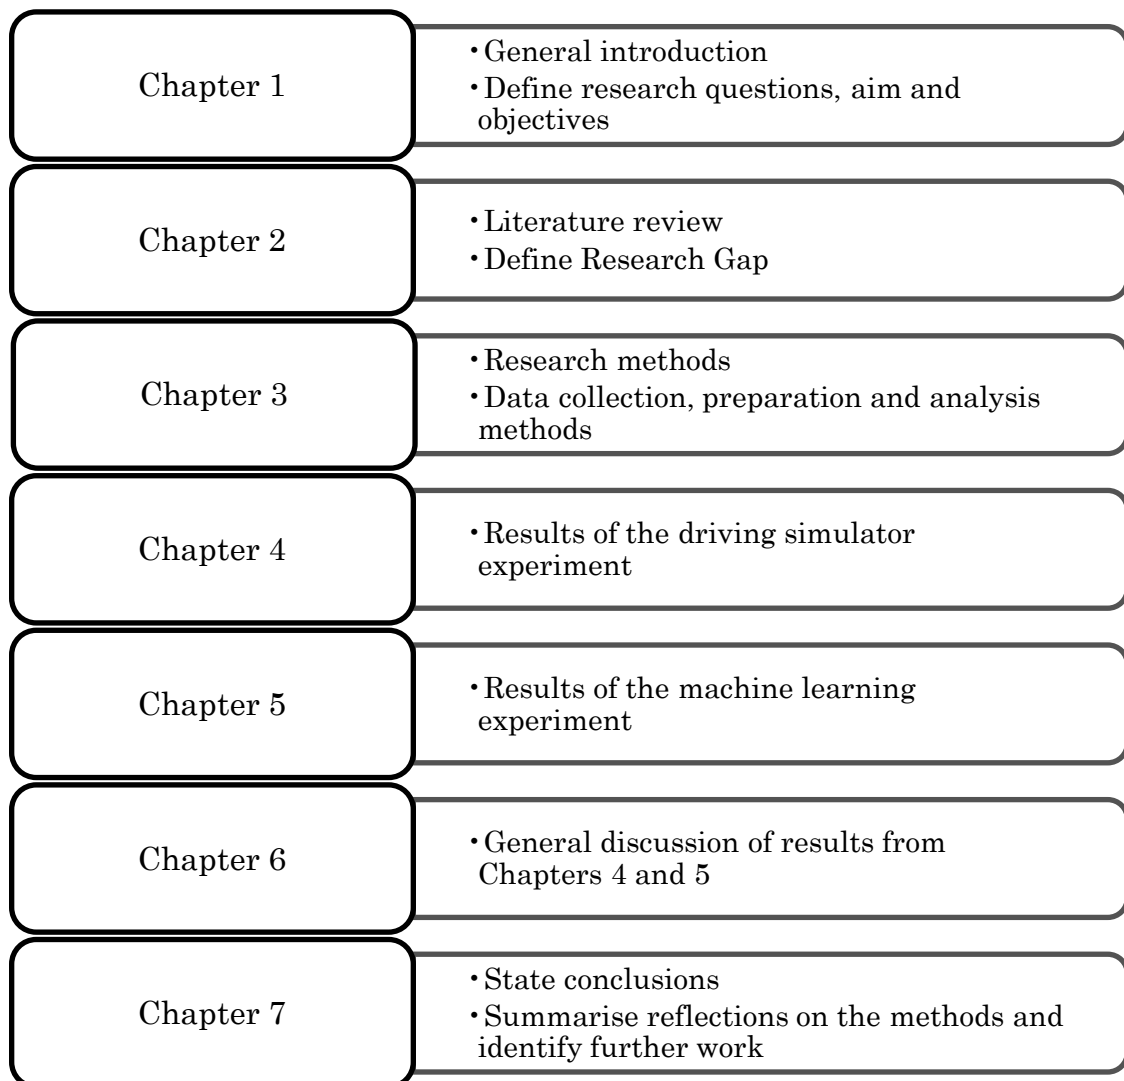 Chapter 1
•General introduction
•Define research questions, aim and
objectives
Chapter 2
•Literature review
•Define Research Gap
Chapter 3
•Research methods
•Data collection, preparation and analysis
methods
Chapter 4
•Results of the driving simulator
experiment
Chapter 5
•Results of the machine learning
experiment
Chapter 6
•General discussion of results from
Chapters 4 and 5
Chapter 7
•State conclusions
•Summarise reflections on the methods and
identify further work